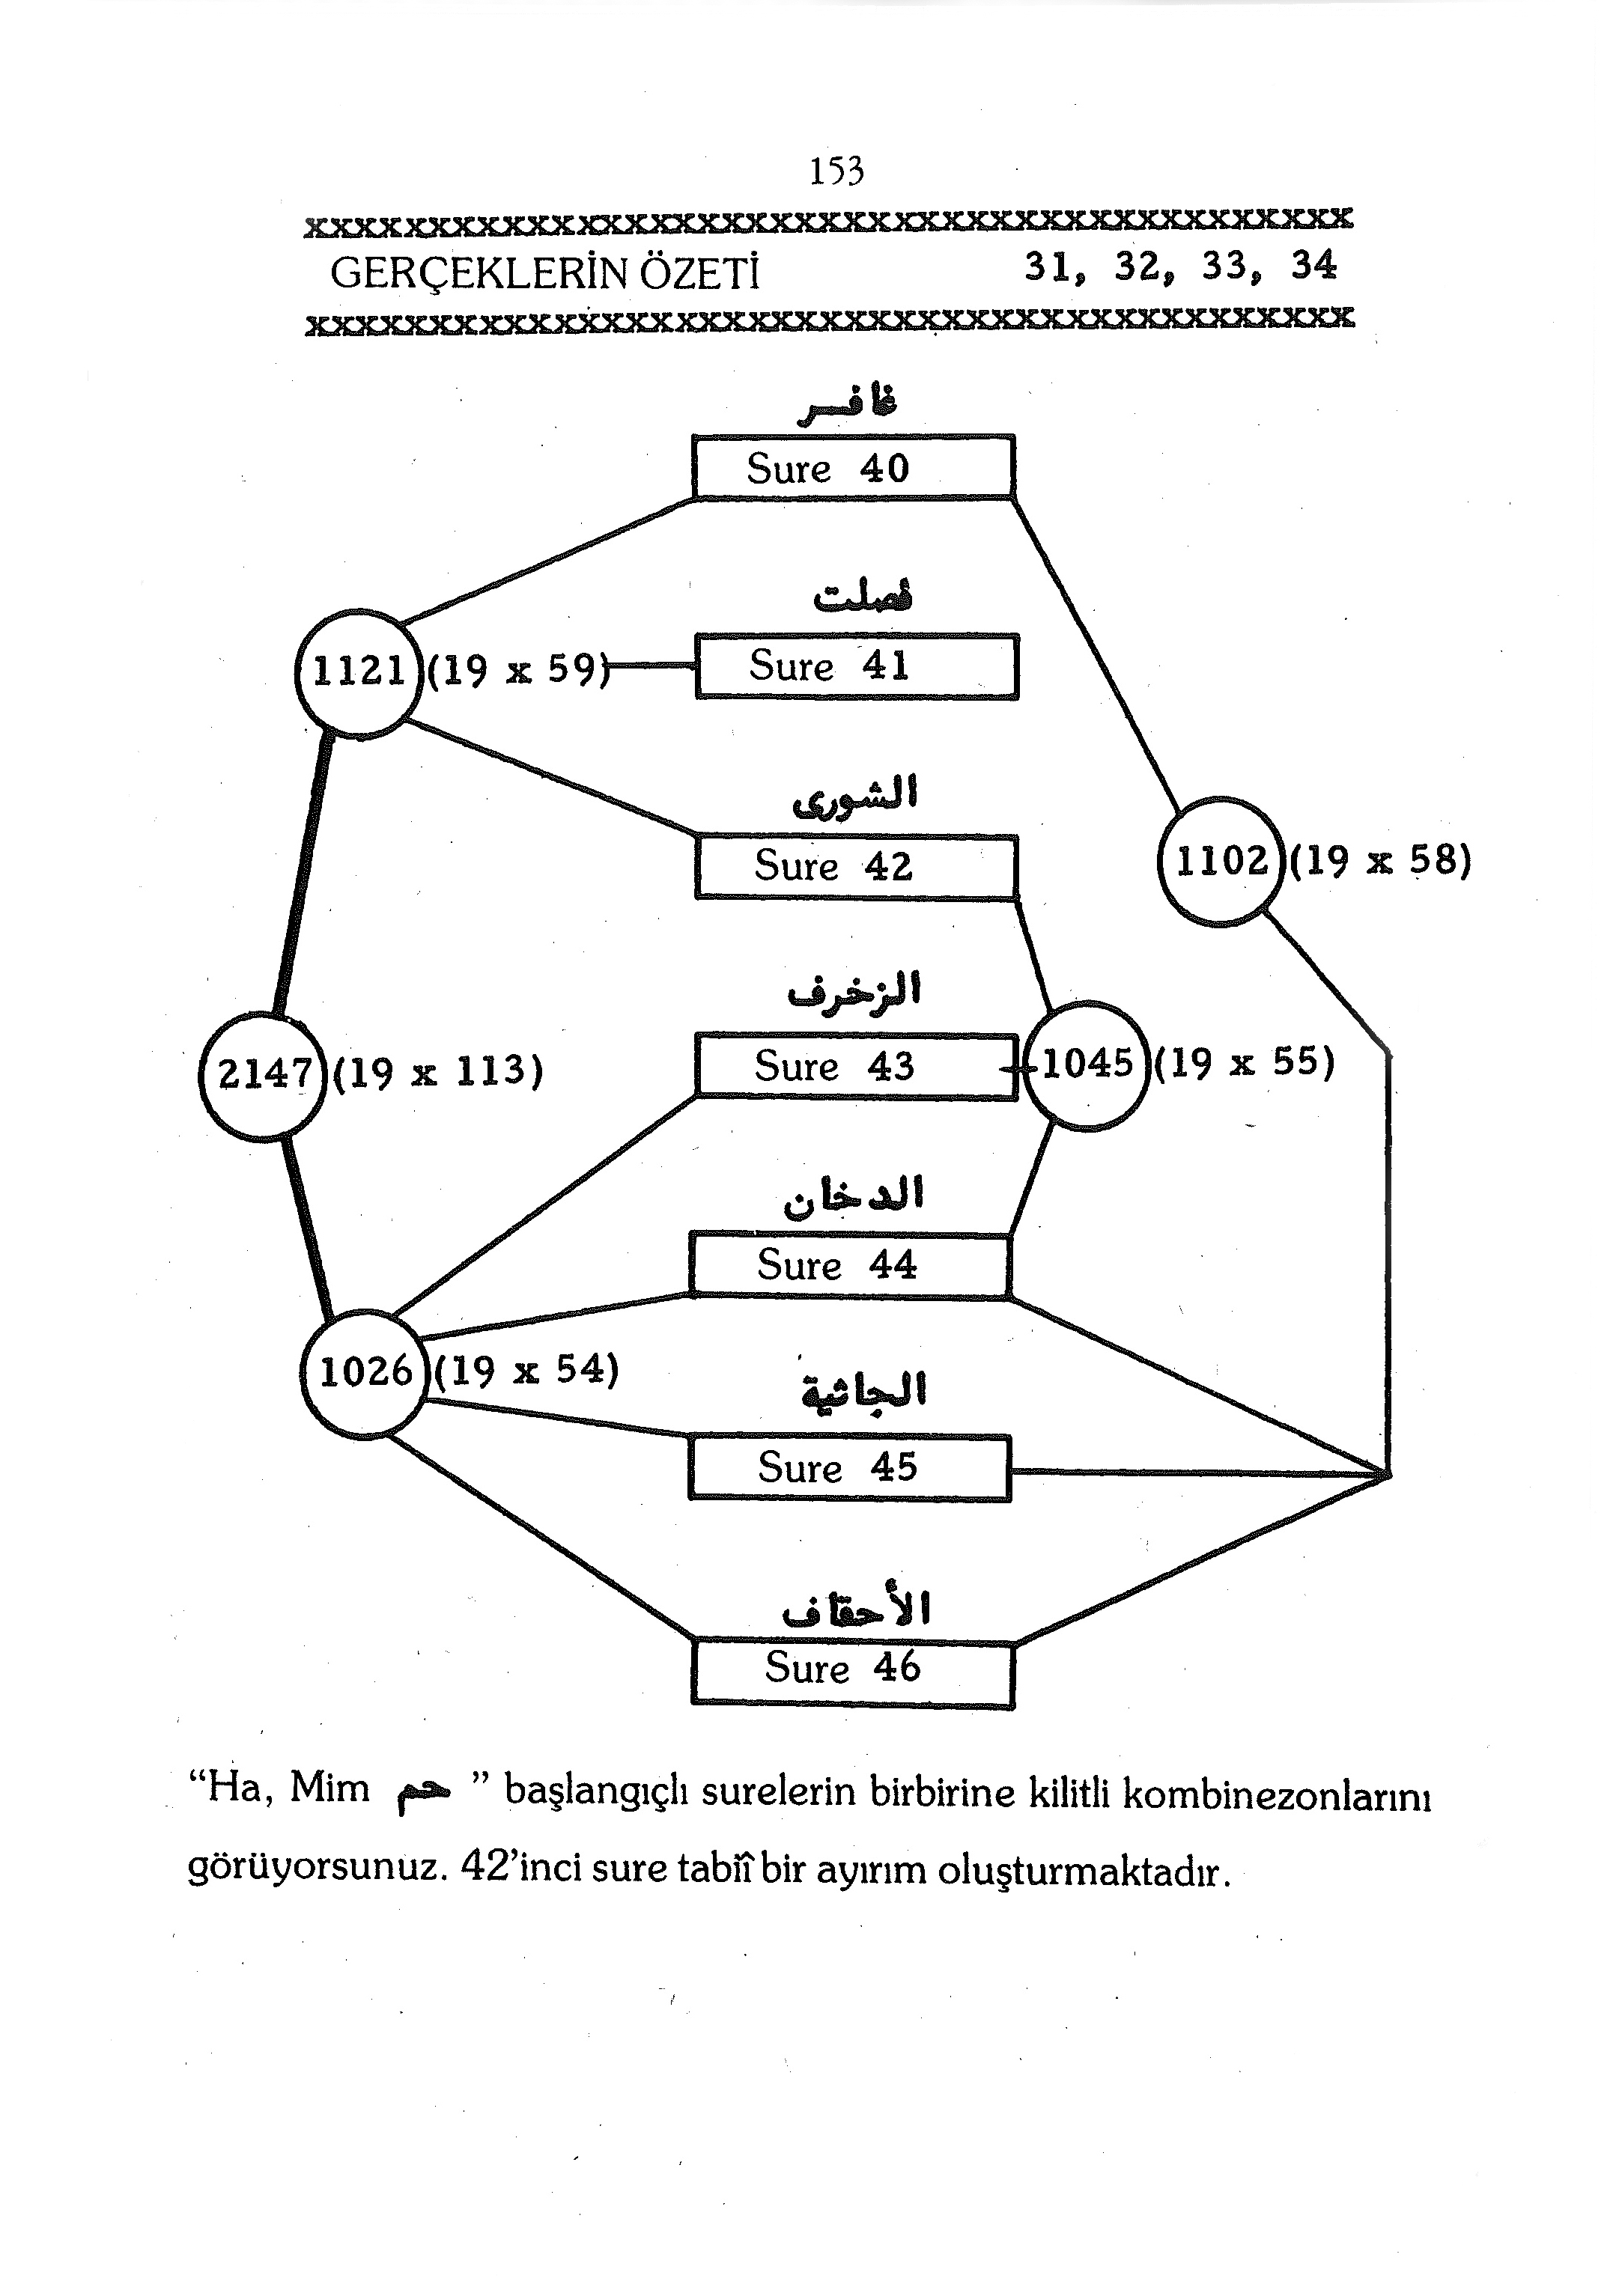 153
xxxxxxxxxxxxxxxxxxxxxxxxxxxxxxxxxxxxxxxxxxx
GERÇEKLERİN ÖZETİ 31, 32, 33, 34
xxxxxxxxxxxxxxxxxxxxxxxxxxxxxxxxxxxxxxxxxxx
غافر
Sure 40
فصلت
1121 (19 x 59) Sure 41
الشورى
Sure 42 1102 (19 x 58)
الزخرف
2147 (19 x 113) Sure 43 1045 (19 x 55)
الدخان
Sure 44
1026 (19 x 54) الجاثية
Sure 45
الأحقاف
Sure 46
“Ha, Mim حم ” başlangıçlı surelerin birbirine kilitli kombinezonlarını
görüyorsunuz. 42’inci sure tabiî bir ayırım oluşturmaktadır.